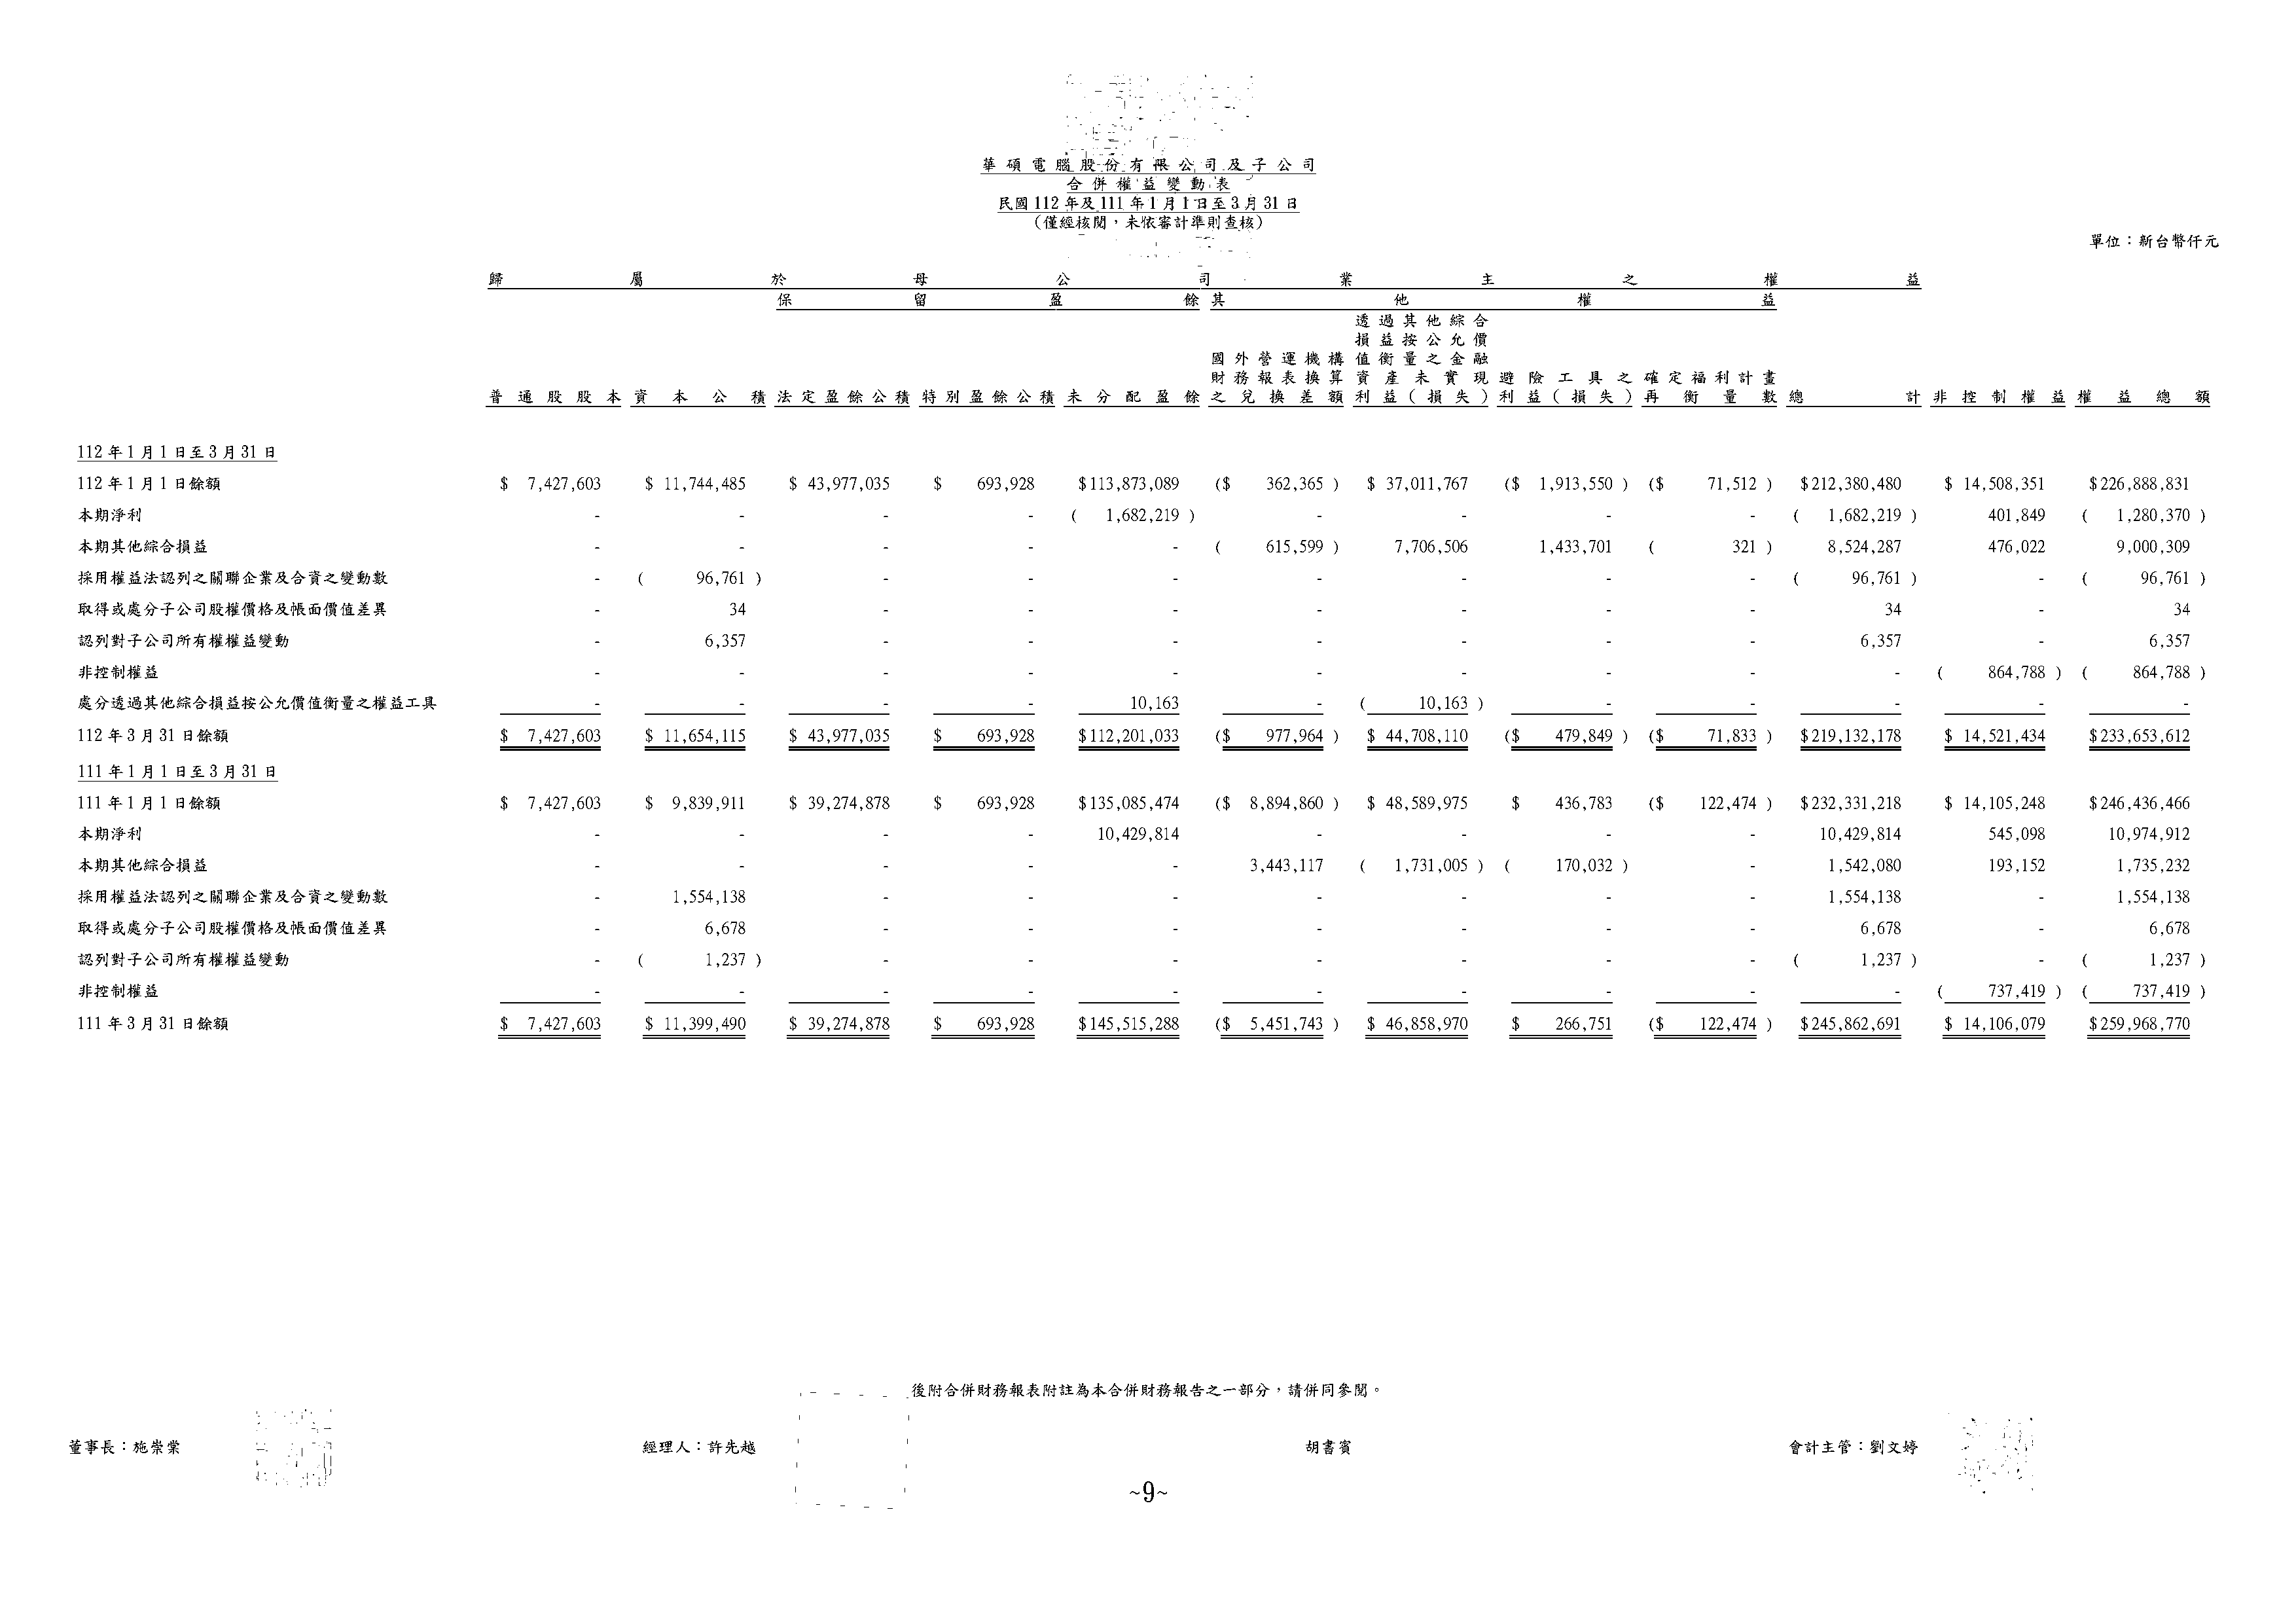 華碩電腦股份有限公司及子公司
合併權益變動表
民國112年及111年1月1日至3月31日
(僅經核閱,未依審計準則查核)
單位:新台幣仟元
歸屬於母公司業主之權益
保留盈餘 其他權益
普通股股本 資本公積 法定盈餘公積 特別盈餘公積 未分配盈餘 國外營運機構財務報表換算之兌換差額 透過其他綜合損益按公允價值衡量之金融資產未實現利益(損失) 避險工具之利益(損失) 確定福利計畫再衡量數 總計 非控制權益 權益總額
112年1月1日至3月31日
112年1月1日餘額 $ 7,427,603 $ 11,744,485 $ 43,977,035 $ 693,928 $113,873,089 ($ 362,365 ) $ 37,011,767 ($ 1,913,550 ) ($ 71,512 ) $212,380,480 $ 14,508,351 $226,888,831
本期淨利 - - - - ( 1,682,219 ) - - - - ( 1,682,219 ) 401,849 ( 1,280,370 )
本期其他綜合損益 - - - - - ( 615,599 ) 7,706,506 1,433,701 ( 321 ) 8,524,287 476,022 9,000,309
採用權益法認列之關聯企業及合資之變動數 - ( 96,761 ) - - - - - - - ( 96,761 ) - ( 96,761 )
取得或處分子公司股權價格及帳面價值差異 - 34 - - - - - - - 34 - 34
認列對子公司所有權權益變動 - 6,357 - - - - - - - 6,357 - 6,357
非控制權益 - - - - - - - - - - ( 864,788 ) ( 864,788 )
處分透過其他綜合損益按公允價值衡量之權益工具 - - - - 10,163 - ( 10,163 ) - - - - -
112年3月31日餘額 $ 7,427,603 $ 11,654,115 $ 43,977,035 $ 693,928 $112,201,033 ($ 977,964 ) $ 44,708,110 ($ 479,849 ) ($ 71,833 ) $219,132,178 $ 14,521,434 $233,653,612
111年1月1日至3月31日
111年1月1日餘額 $ 7,427,603 $ 9,839,911 $ 39,274,878 $ 693,928 $135,085,474 ($ 8,894,860 ) $ 48,589,975 $ 436,783 ($ 122,474 ) $232,331,218 $ 14,105,248 $246,436,466
本期淨利 - - - - 10,429,814 - - - - 10,429,814 545,098 10,974,912
本期其他綜合損益 - - - - - 3,443,117 ( 1,731,005 ) ( 170,032 ) - 1,542,080 193,152 1,735,232
採用權益法認列之關聯企業及合資之變動數 - 1,554,138 - - - - - - - 1,554,138 - 1,554,138
取得或處分子公司股權價格及帳面價值差異 - 6,678 - - - - - - - 6,678 - 6,678
認列對子公司所有權權益變動 - ( 1,237 ) - - - - - - - ( 1,237 ) - ( 1,237 )
非控制權益 - - - - - - - - - - ( 737,419 ) ( 737,419 )
111年3月31日餘額 $ 7,427,603 $ 11,399,490 $ 39,274,878 $ 693,928 $145,515,288 ($ 5,451,743 ) $ 46,858,970 $ 266,751 ($ 122,474 ) $245,862,691 $ 14,106,079 $259,968,770
後附合併財務報表附註為本合併財務報告之一部分,請併同參閱。
董事長:施崇棠 經理人:許先越 胡書賓 會計主管:劉文婷
~9~